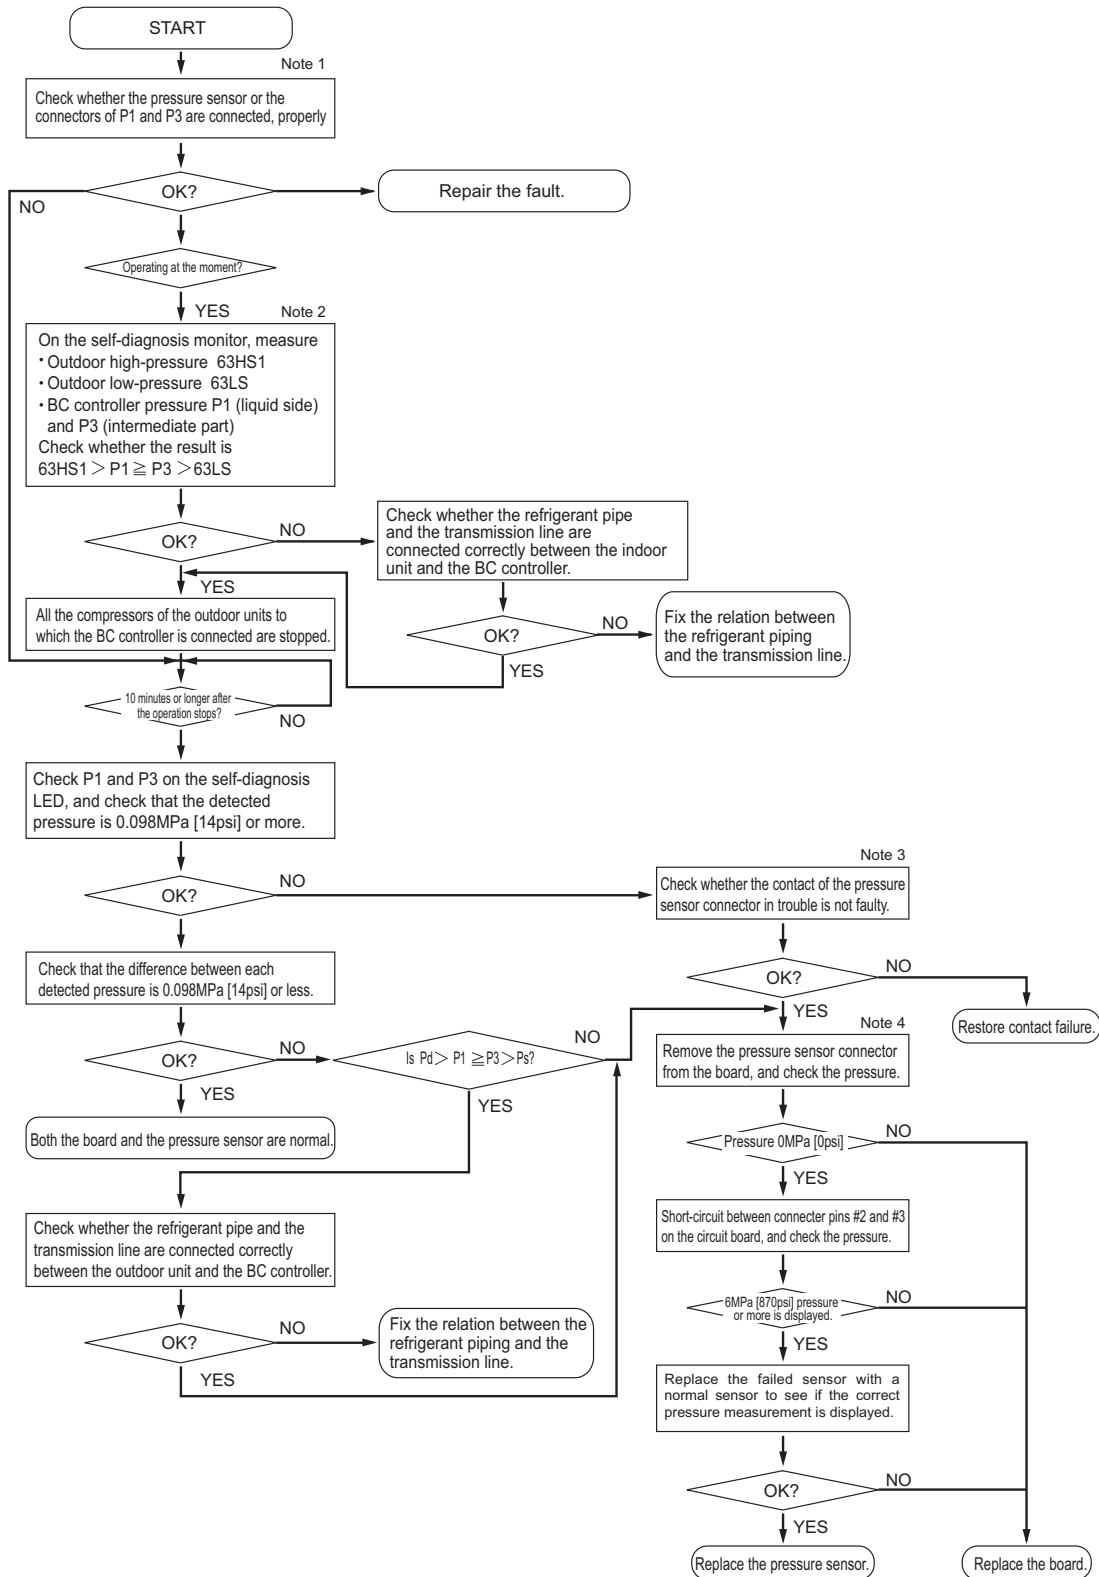 START
Note 1
Check whether the pressure sensor or the
connectors of P1 and P3 are connected, properly
OK?
NO
Repair the fault.
Operating at the moment?
YES
Note 2
On the self-diagnosis monitor, measure
・Outdoor high-pressure 63HS1
・Outdoor low-pressure 63LS
・BC controller pressure P1 (liquid side)
and P3 (intermediate part)
Check whether the result is
63HS1＞P1≧P3＞63LS
OK?
NO
YES
Check whether the refrigerant pipe
and the transmission line are
connected correctly between the indoor
unit and the BC controller.
All the compressors of the outdoor units to
which the BC controller is connected are stopped.
OK?
NO
YES
Fix the relation between
the refrigerant piping
and the transmission line.
10 minutes or longer after
the operation stops?
NO
Check P1 and P3 on the self-diagnosis
LED, and check that the detected
pressure is 0.098MPa [14psi] or more.
OK?
NO
Note 3
Check whether the contact of the pressure
sensor connector in trouble is not faulty.
OK?
NO
YES
Restore contact failure.
Check that the difference between each
detected pressure is 0.098MPa [14psi] or less.
OK?
NO
YES
Is Pd＞P1≧P3＞Ps?
NO
YES
Both the board and the pressure sensor are normal.
Note 4
Remove the pressure sensor connector
from the board, and check the pressure.
Pressure 0MPa [0psi]
NO
YES
Check whether the refrigerant pipe and the
transmission line are connected correctly
between the outdoor unit and the BC controller.
OK?
NO
YES
Fix the relation between the
refrigerant piping and the
transmission line.
Short-circuit between connecter pins #2 and #3
on the circuit board, and check the pressure.
6MPa [870psi] pressure
or more is displayed.
NO
YES
Replace the failed sensor with a
normal sensor to see if the correct
pressure measurement is displayed.
OK?
NO
YES
Replace the pressure sensor.
Replace the board.